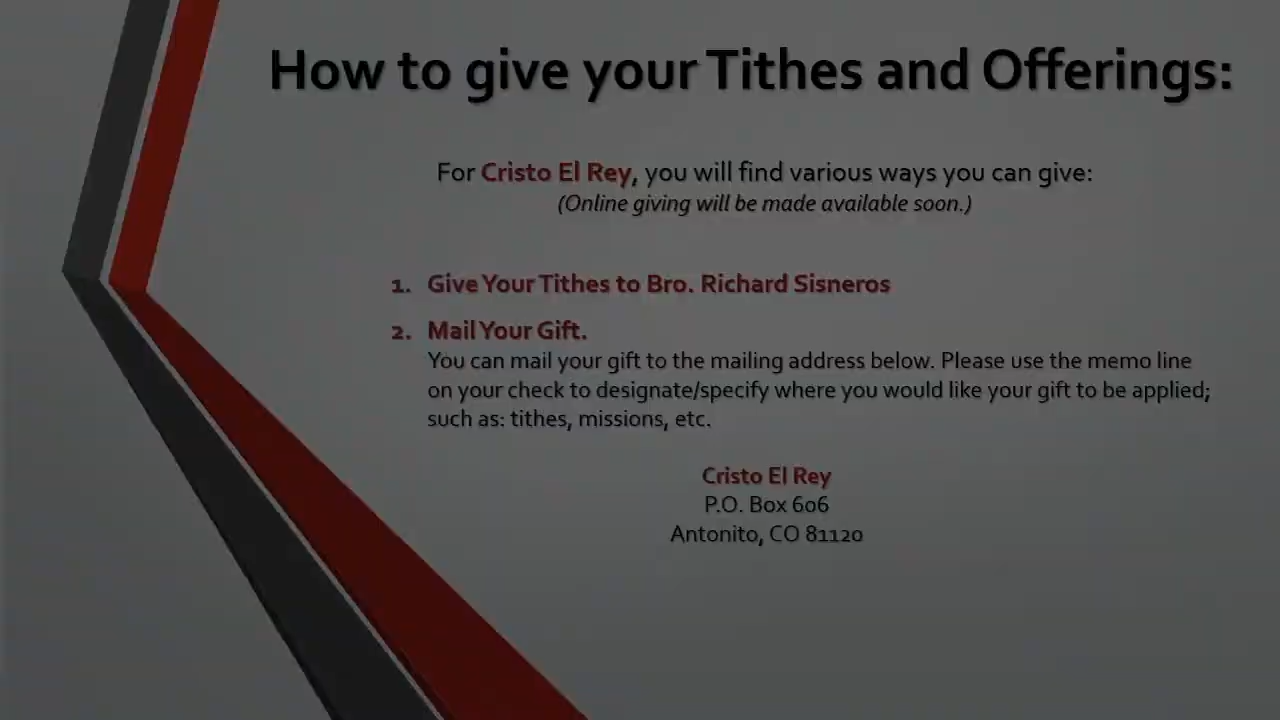 How to give your Tithes and Offerings:
For Cristo El Rey, you will find various ways you can give:
(Online giving will be made available soon.)
1. Give Your Tithes to Bro. Richard Sisneros
2. Mail Your Gift.
You can mail your gift to the mailing address below. Please use the memo line
on your check to designate/specify where you would like your gift to be applied;
such as: tithes, missions, etc.
Cristo El Rey
P.O. Box 606
Antonito, CO 81120